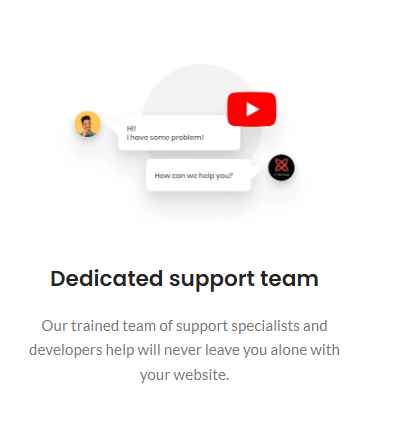 Hi!
I have some problem!
How can we help you?
Dedicated support team
Our trained team of support specialists and
developers help will never leave you alone with
your website.